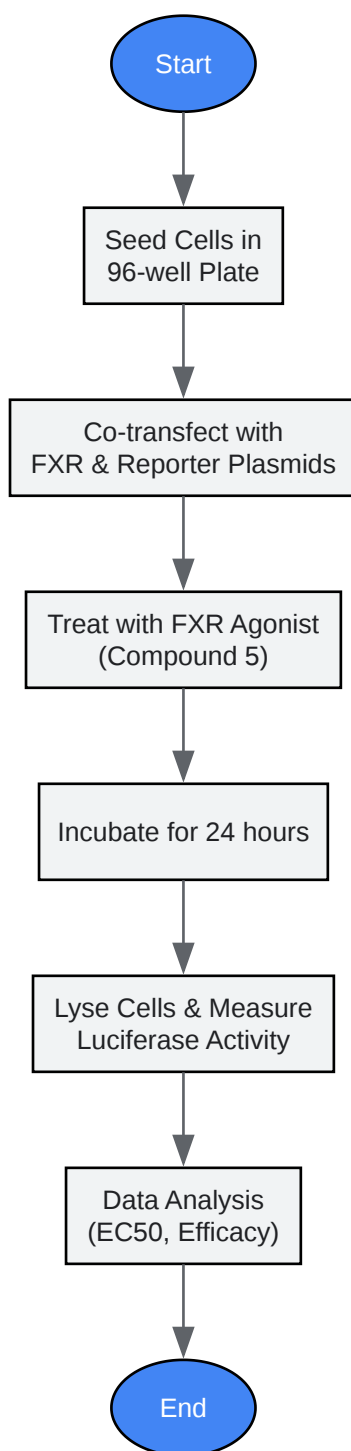 Start
Seed Cells in
96-well Plate
Co-transfect with
FXR & Reporter Plasmids
Treat with FXR Agonist
(Compound 5)
Incubate for 24 hours
Lyse Cells & Measure
Luciferase Activity
Data Analysis
(EC50, Efficacy)
End